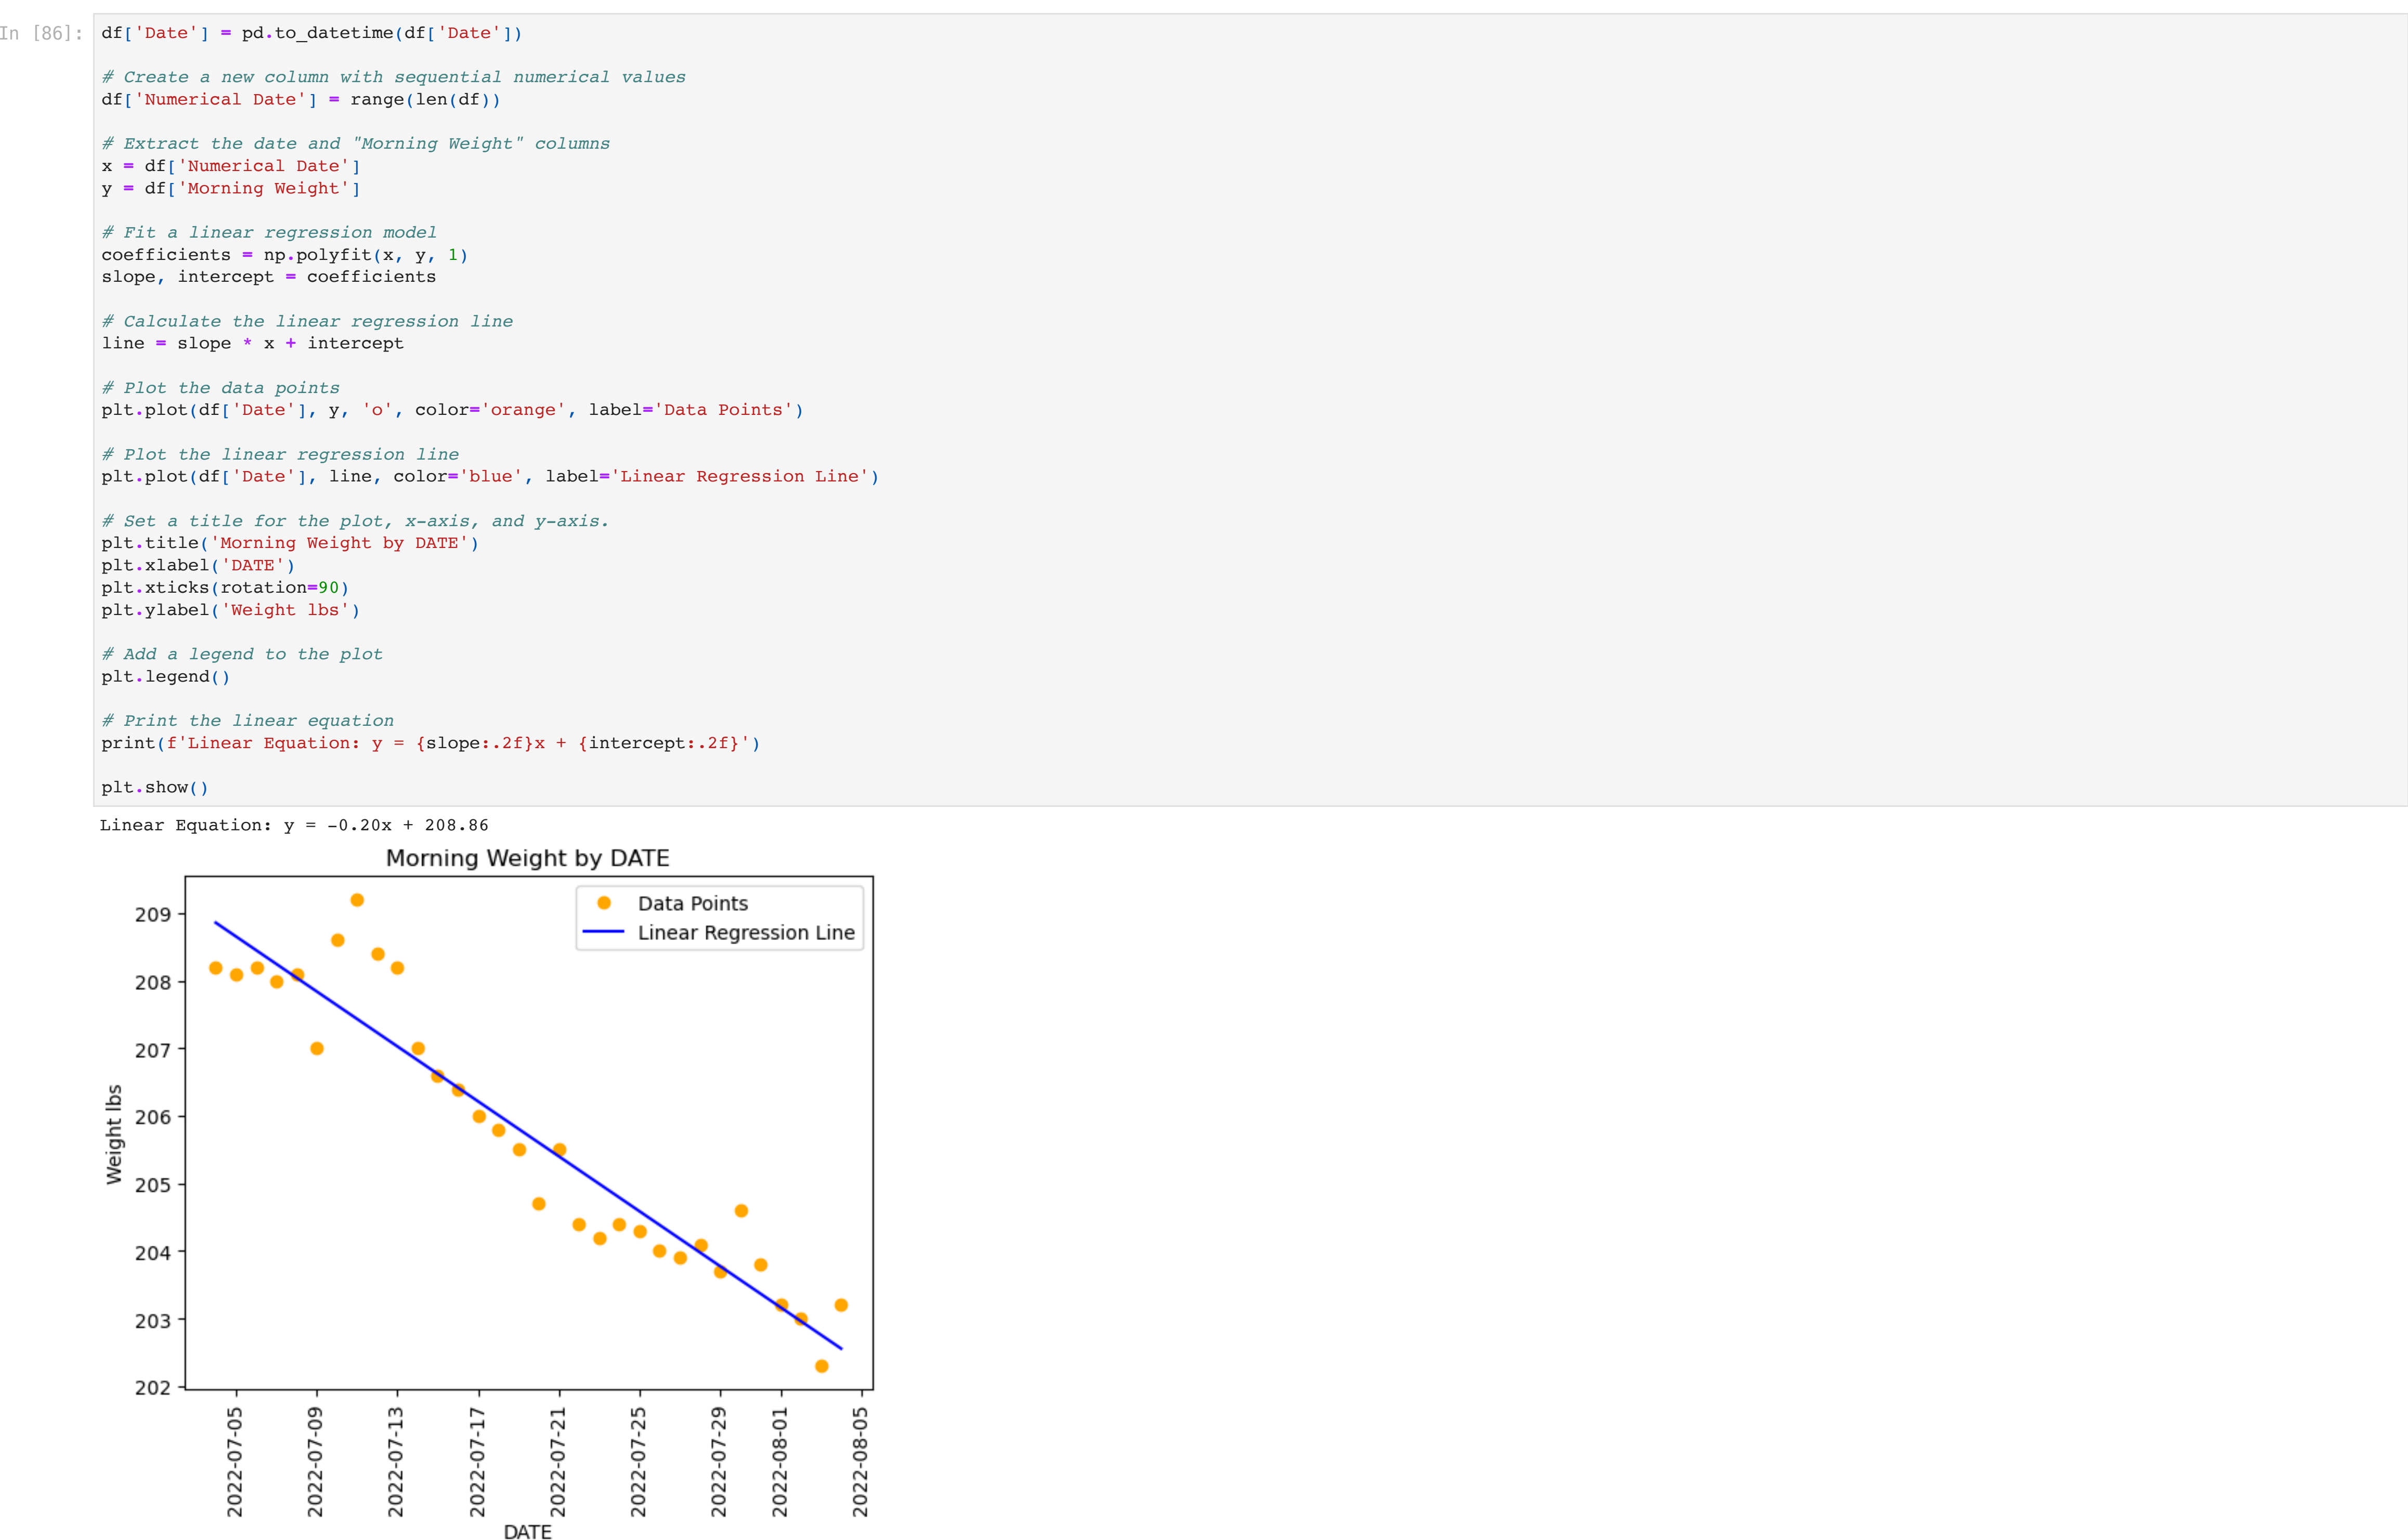 In [86]:
df['Date'] = pd.to_datetime(df['Date'])
# Create a new column with sequential numerical values
df['Numerical Date'] = range(len(df))
# Extract the date and "Morning Weight" columns
x = df['Numerical Date']
y = df['Morning Weight']
# Fit a linear regression model
coefficients = np.polyfit(x, y, 1)
slope, intercept = coefficients
# Calculate the linear regression line
line = slope * x + intercept
# Plot the data points
plt.plot(df['Date'], y, 'o', color='orange', label='Data Points')
# Plot the linear regression line
plt.plot(df['Date'], line, color='blue', label='Linear Regression Line')
# Set a title for the plot, x-axis, and y-axis.
plt.title('Morning Weight by DATE')
plt.xlabel('DATE')
plt.xticks(rotation=90)
plt.ylabel('Weight lbs')
# Add a legend to the plot
plt.legend()
# Print the linear equation
print(f'Linear Equation: y = {slope:.2f}x + {intercept:.2f}')
plt.show()
Linear Equation: y = -0.20x + 208.86
Morning Weight by DATE
Data Points
Linear Regression Line
209
208
207
206
205
204
203
202
Weight lbs
2022-07-05
2022-07-09
2022-07-13
2022-07-17
2022-07-21
2022-07-25
2022-07-29
2022-08-01
2022-08-05
DATE